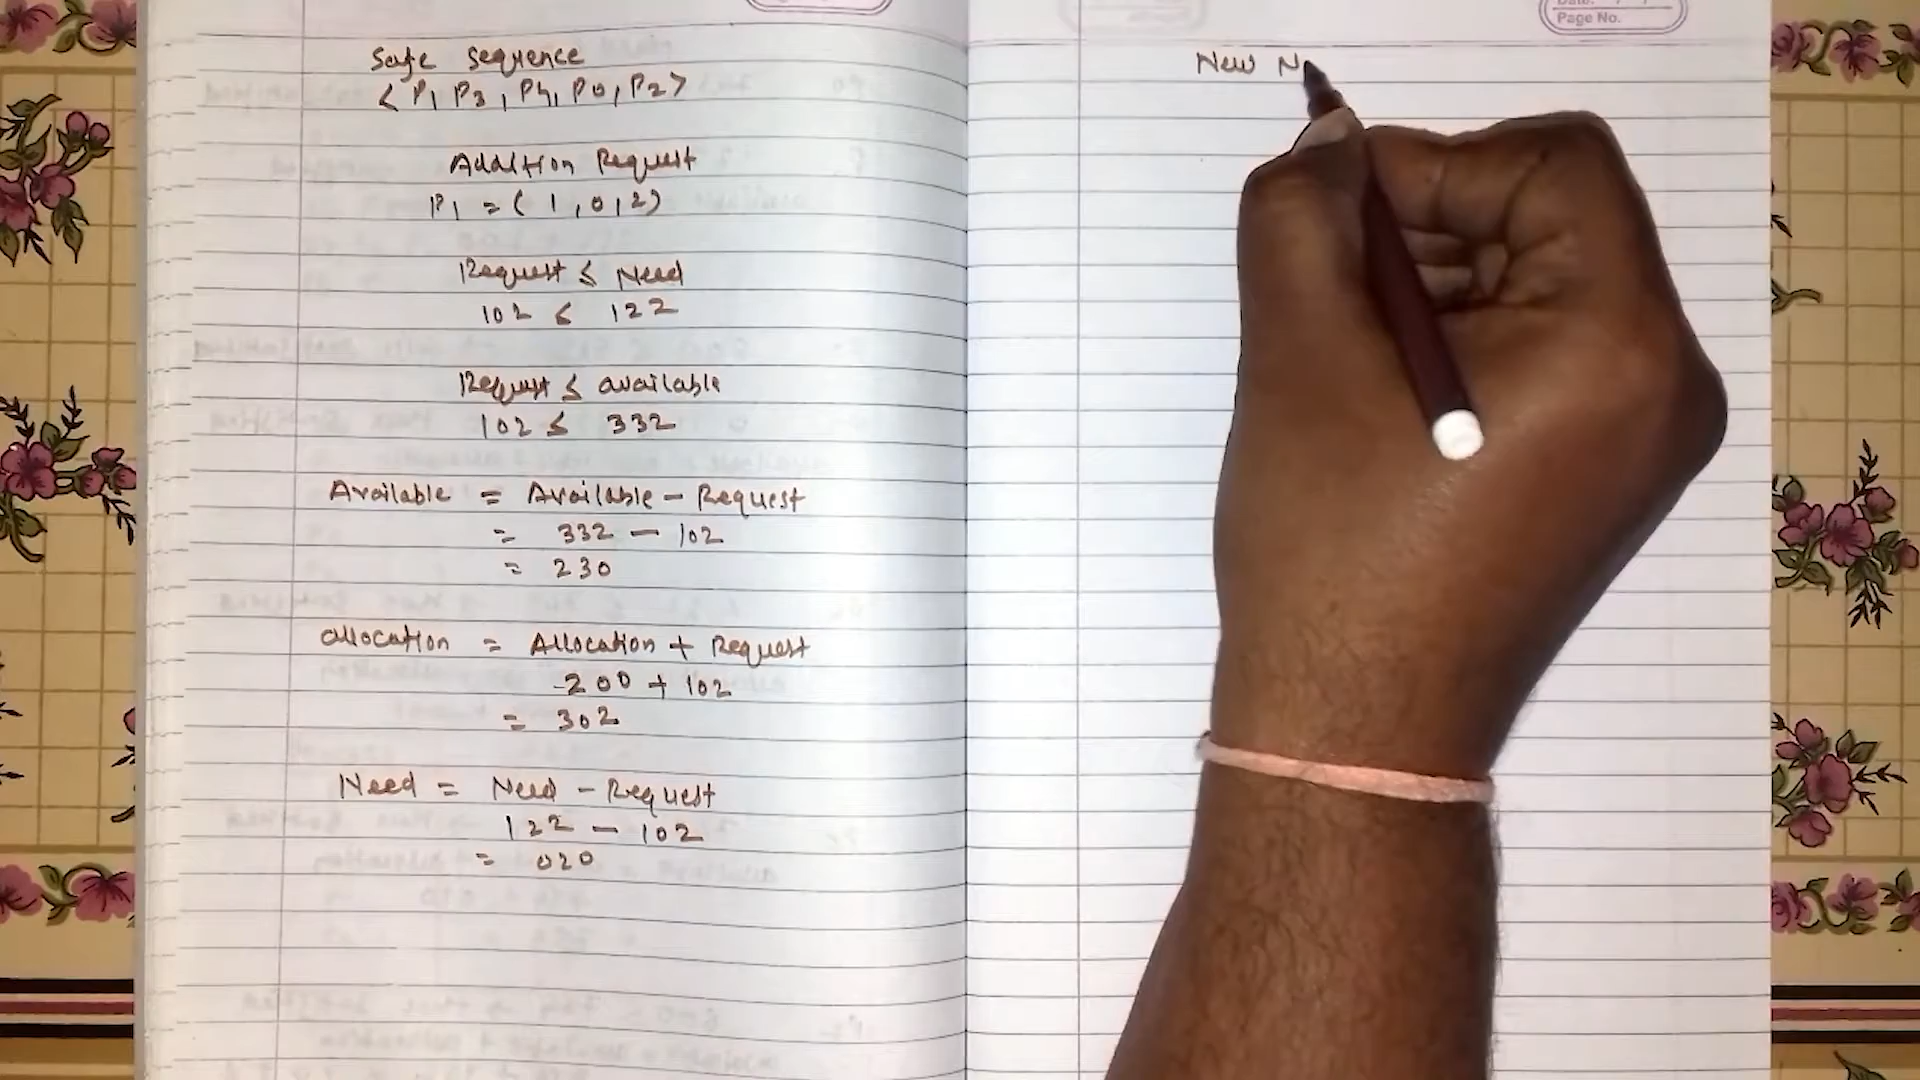 Safe sequence
< P1 P3, P4, P0, P2 >
Addition Request
P1 = ( 1, 0, 2)
Request ≤ Need
102 ≤ 122
Request ≤ available
102 ≤ 332
Available = Available - Request
= 332 - 102
= 230
allocation = Allocation + Request
200 + 102
= 302
Need = Need - Request
122 - 102
= 020
Page No.
New N